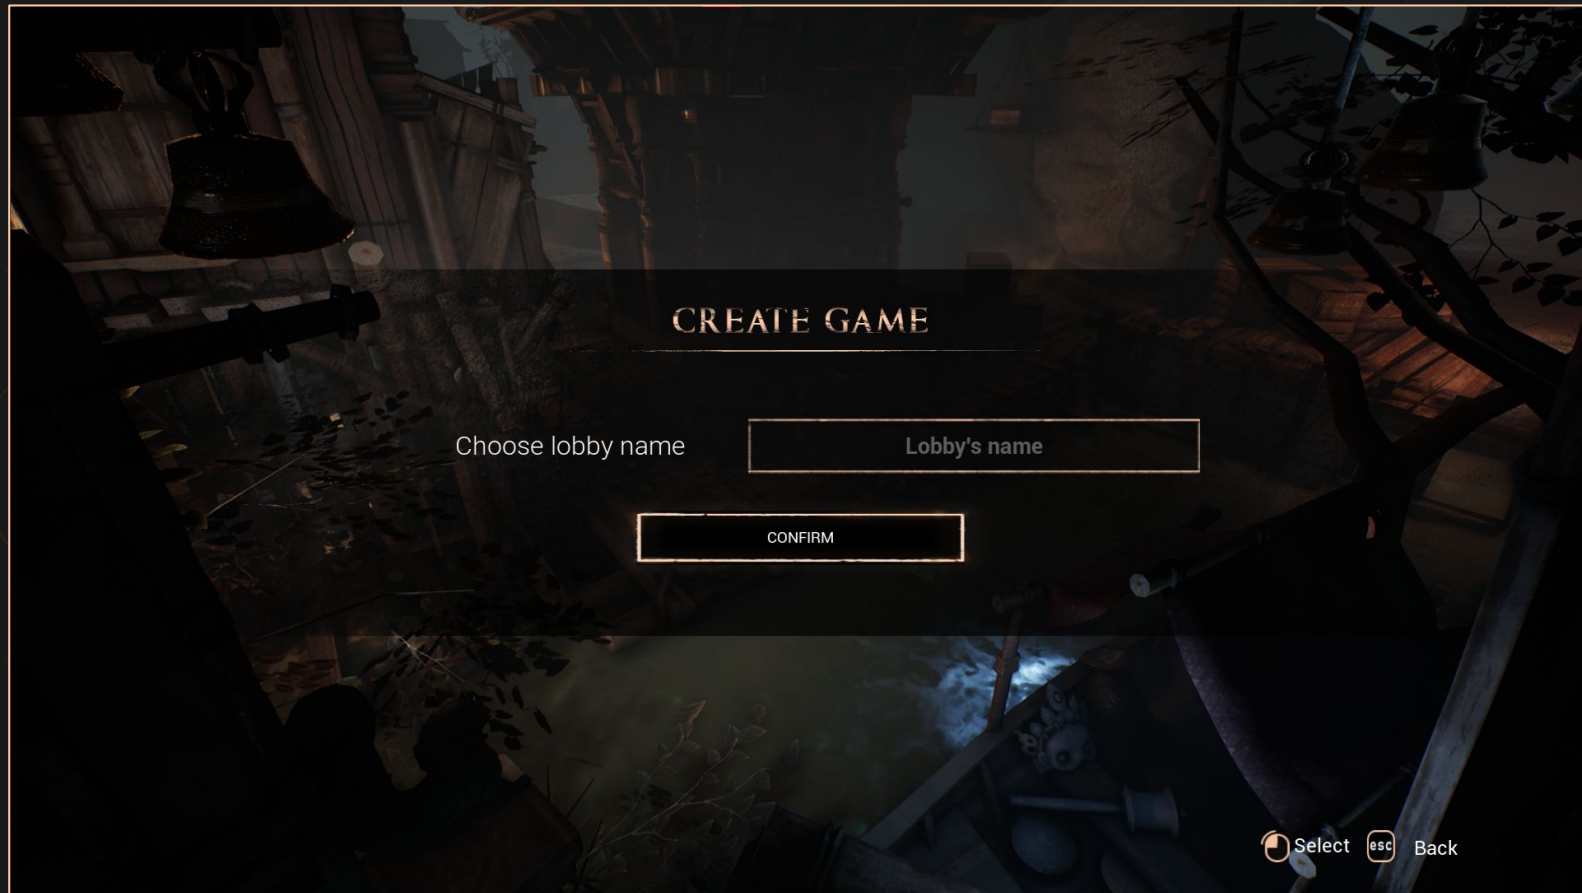 CREATE GAME
Choose lobby name
Lobby's name
CONFIRM
Select esc Back